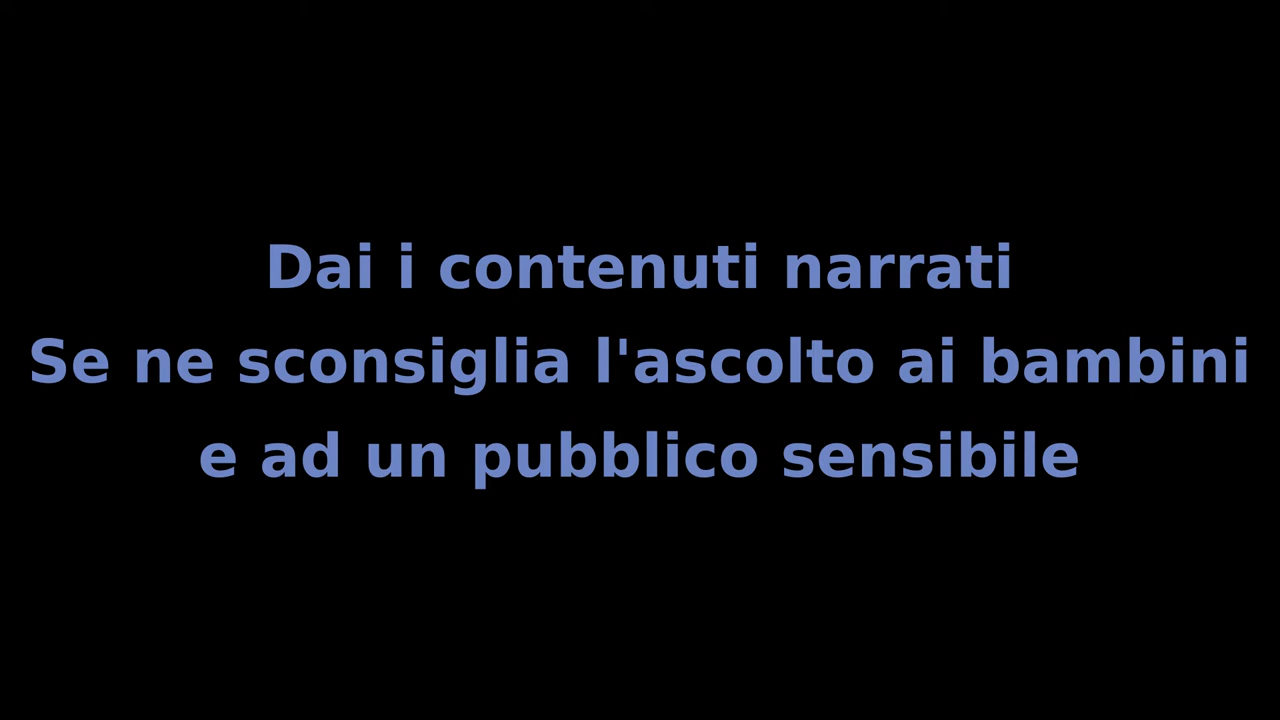 Dai i contenuti narrati
Se ne sconsiglia l'ascolto ai bambini
e ad un pubblico sensibile